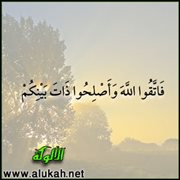 فَاتَّقُوا اللَّهَ وَأَصْلِحُوا ذَاتَ بَيْنِكُمْ
الألوكة
www.alukah.net